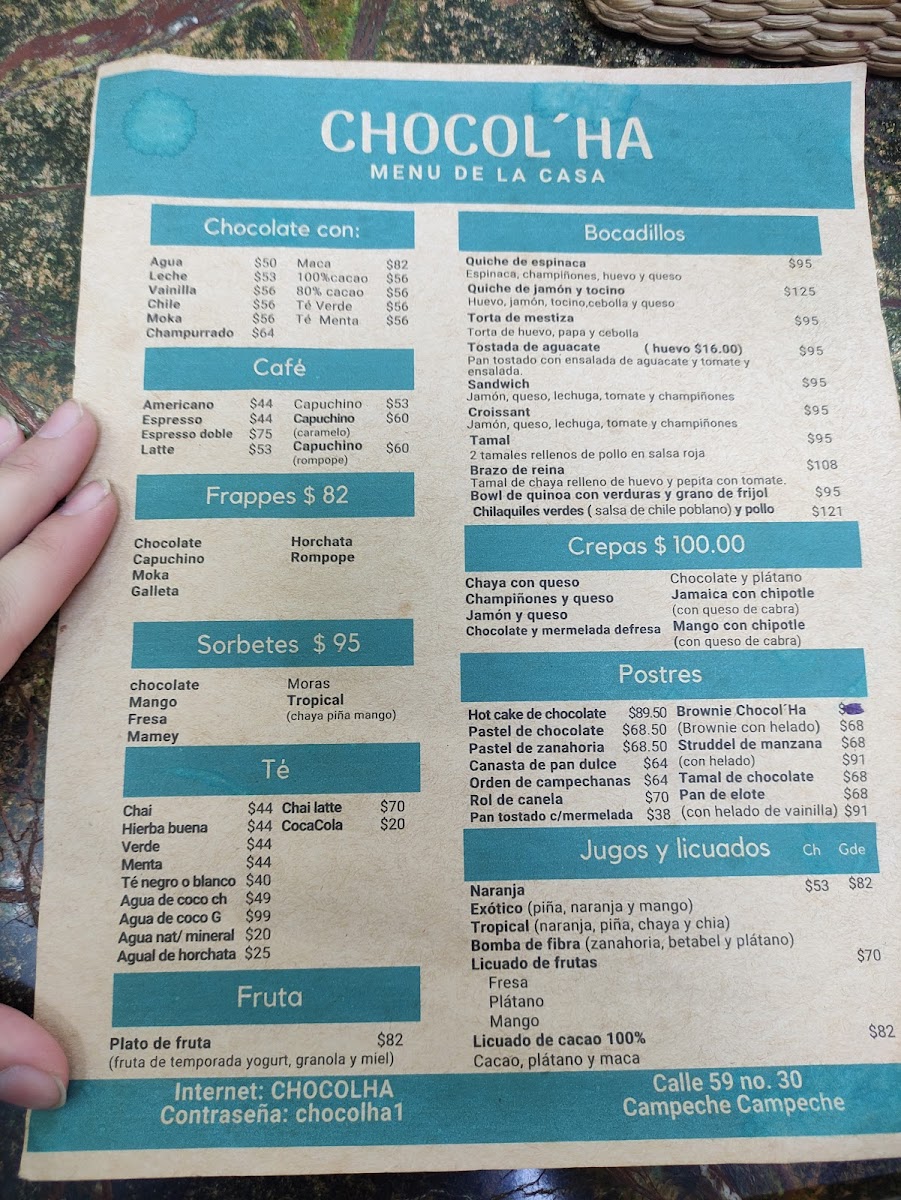 CHOCOL´HA
MENU DE LA CASA
Chocolate con:
Agua $50 Maca $82
Leche $53 100%cacao $56
Vainilla $56 80% cacao $56
Chile $56 Té Verde $56
Moka $56 Té Menta $56
Champurrado $64
Café
Americano $44 Capuchino $53
Espresso $44 Capuchino $60
Espresso doble $75 (caramelo)
Latte $53 Capuchino $60
(rompope)
Frappes $ 82
Chocolate Horchata
Capuchino Rompope
Moka
Galleta
Sorbetes $ 95
chocolate Moras
Mango Tropical
Fresa (chaya piña mango)
Mamey
Té
Chai $44 Chai latte $70
Hierba buena $44 CocaCola $20
Verde $44
Menta $44
Té negro o blanco $40
Agua de coco ch $49
Agua de coco G $99
Agua nat/ mineral $20
Agual de horchata $25
Fruta
Plato de fruta $82
(fruta de temporada yogurt, granola y miel)
Bocadillos
Quiche de espinaca $95
Espinaca, champiñones, huevo y queso
Quiche de jamón y tocino $125
Huevo, jamón, tocino,cebolla y queso
Torta de mestiza $95
Torta de huevo, papa y cebolla
Tostada de aguacate ( huevo $16.00) $95
Pan tostado con ensalada de aguacate y tomate y
ensalada.
Sandwich $95
Jamón, queso, lechuga, tomate y champiñones
Croissant $95
Jamón, queso, lechuga, tomate y champiñones
Tamal $95
2 tamales rellenos de pollo en salsa roja
Brazo de reina $108
Tamal de chaya relleno de huevo y pepita con tomate.
Bowl de quinoa con verduras y grano de frijol $95
Chilaquiles verdes ( salsa de chile poblano) y pollo $121
Crepas $ 100.00
Chaya con queso Chocolate y plátano
Champiñones y queso Jamaica con chipotle
Jamón y queso (con queso de cabra)
Chocolate y mermelada defresa Mango con chipotle
(con queso de cabra)
Postres
Hot cake de chocolate $89.50 Brownie Chocol´Ha
Pastel de chocolate $68.50 (Brownie con helado) $68
Pastel de zanahoria $68.50 Struddel de manzana $68
Canasta de pan dulce $64 (con helado) $91
Orden de campechanas $64 Tamal de chocolate $68
Rol de canela $70 Pan de elote $68
Pan tostado c/mermelada $38 (con helado de vainilla) $91
Jugos y licuados Ch Gde
Naranja $53 $82
Exótico (piña, naranja y mango)
Tropical (naranja, piña, chaya y chia)
Bomba de fibra (zanahoria, betabel y plátano)
Licuado de frutas $70
Fresa
Plátano
Mango
Licuado de cacao 100% $82
Cacao, plátano y maca
Internet: CHOCOLHA
Contraseña: chocolha1
Calle 59 no. 30
Campeche Campeche